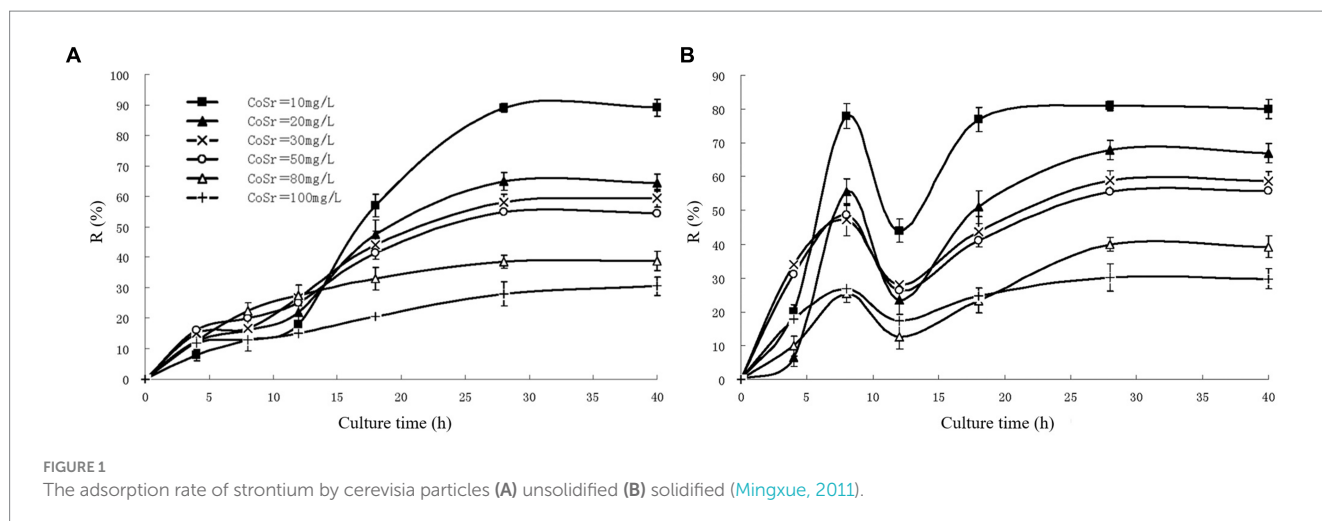 A
B
R (%)
100
90
80
70
60
50
40
30
20
10
0
CoSr=10mg/L
CoSr=20mg/L
CoSr=30mg/L
CoSr=50mg/L
CoSr=80mg/L
CoSr=100mg/L
0 5 10 15 20 25 30 35 40
Culture time (h)
R (%)
90
80
70
60
50
40
30
20
10
0
0 5 10 15 20 25 30 35 40
Culture time (h)
FIGURE 1
The adsorption rate of strontium by cerevisia particles (A) unsolidified (B) solidified (Mingxue, 2011).